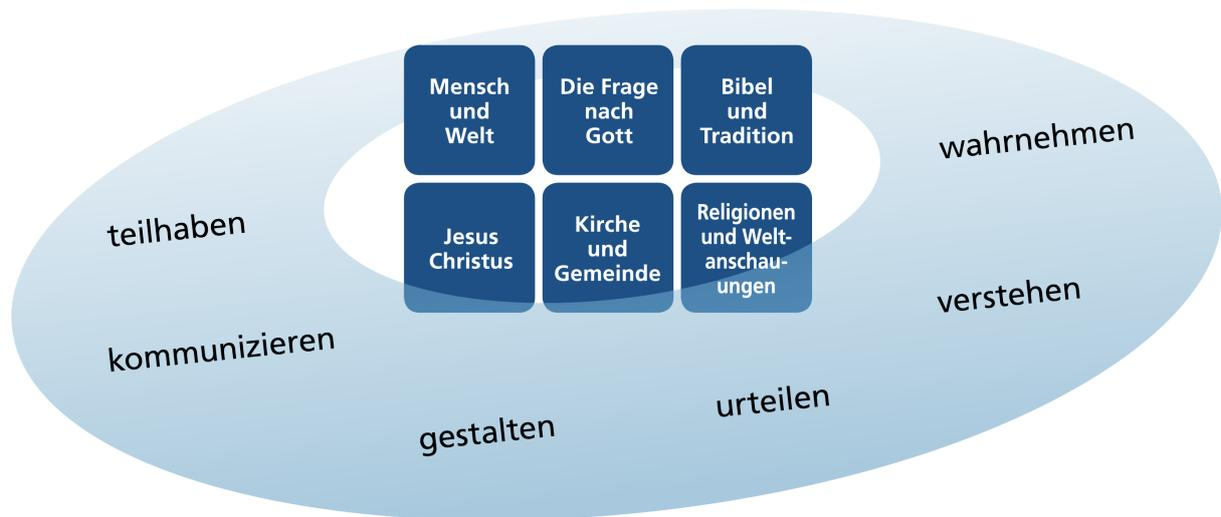 Mensch
und
Welt
Die Frage
nach
Gott
Bibel
und
Tradition
Jesus
Christus
Kirche
und
Gemeinde
Religionen
und Welt-
anschau-
ungen
wahrnehmen
verstehen
urteilen
gestalten
kommunizieren
teilhaben